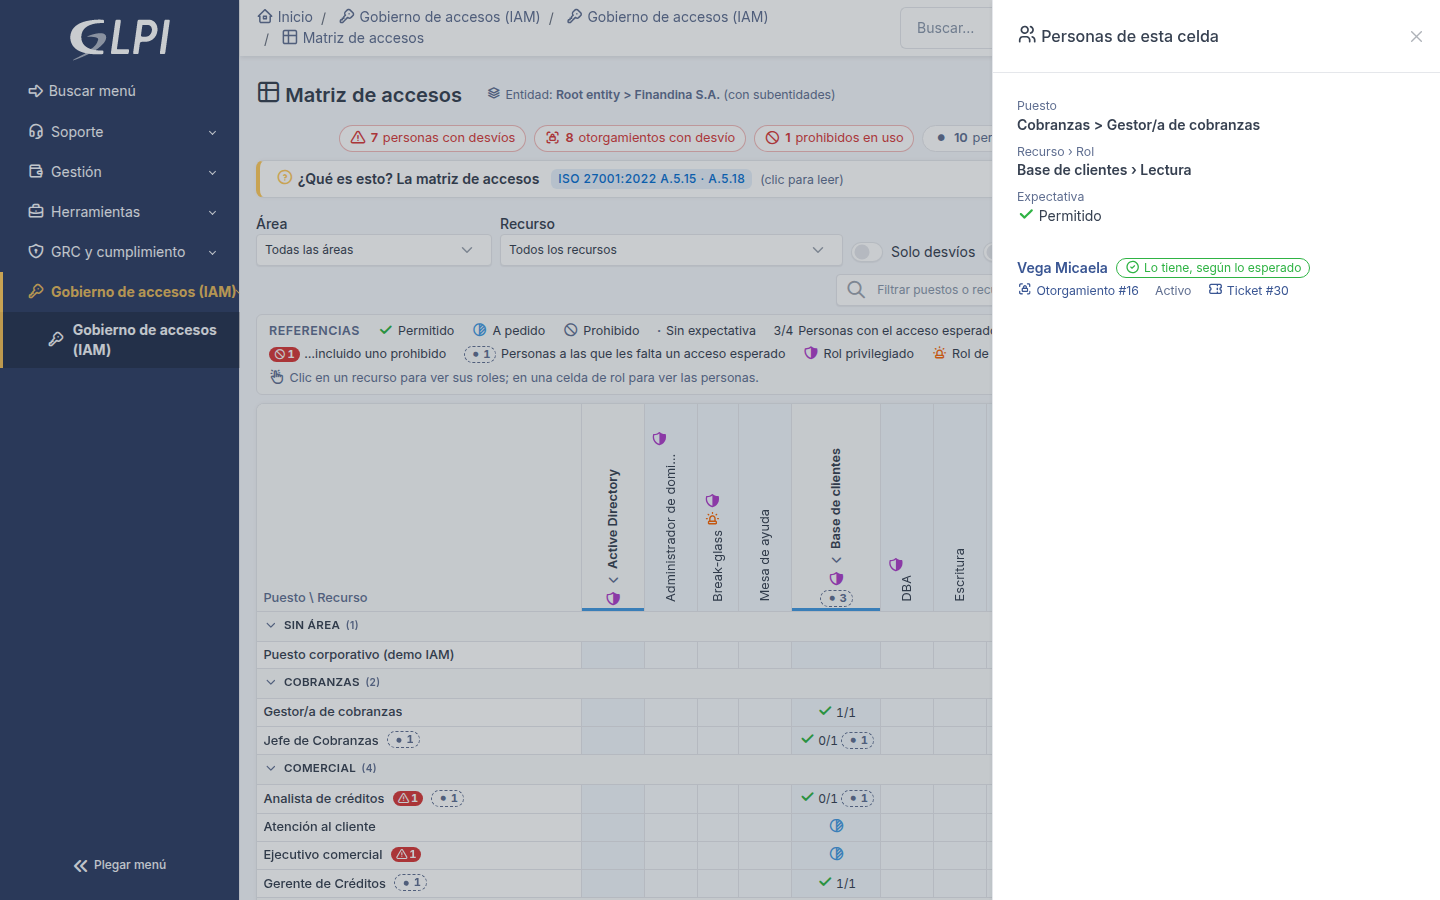 GLPI
Buscar menú
Soporte
Gestión
Herramientas
GRC y cumplimiento
Gobierno de accesos (IAM)
Gobierno de accesos
(IAM)
Plegar menú
Inicio / Gobierno de accesos (IAM) / Gobierno de accesos (IAM)
/ Matriz de accesos
Buscar...
Matriz de accesos
Entidad: Root entity > Finandina S.A. (con subentidades)
7 personas con desvíos
8 otorgamientos con desvío
1 prohibidos en uso
10 per
¿Qué es esto? La matriz de accesos ISO 27001:2022 A.5.15 · A.5.18 (clic para leer)
Área
Todas las áreas
Recurso
Todos los recursos
Solo desvíos
Filtrar puestos o recu
REFERENCIAS Permitido A pedido Prohibido · Sin expectativa 3/4 Personas con el acceso esperado
1 ...incluido uno prohibido 1 Personas a las que les falta un acceso esperado Rol privilegiado Rol de
Clic en un recurso para ver sus roles; en una celda de rol para ver las personas.
Puesto \ Recurso
Active Directory
Administrador de domi...
Break-glass
Mesa de ayuda
Base de clientes
3
DBA
Escritura
SIN ÁREA (1)
Puesto corporativo (demo IAM)
COBRANZAS (2)
Gestor/a de cobranzas 1/1
Jefe de Cobranzas 1 0/1 1
COMERCIAL (4)
Analista de créditos 1 1 0/1 1
Atención al cliente
Ejecutivo comercial 1
Gerente de Créditos 1 1/1
Personas de esta celda
Puesto
Cobranzas > Gestor/a de cobranzas
Recurso › Rol
Base de clientes › Lectura
Expectativa
Permitido
Vega Micaela Lo tiene, según lo esperado
Otorgamiento #16 Activo Ticket #30